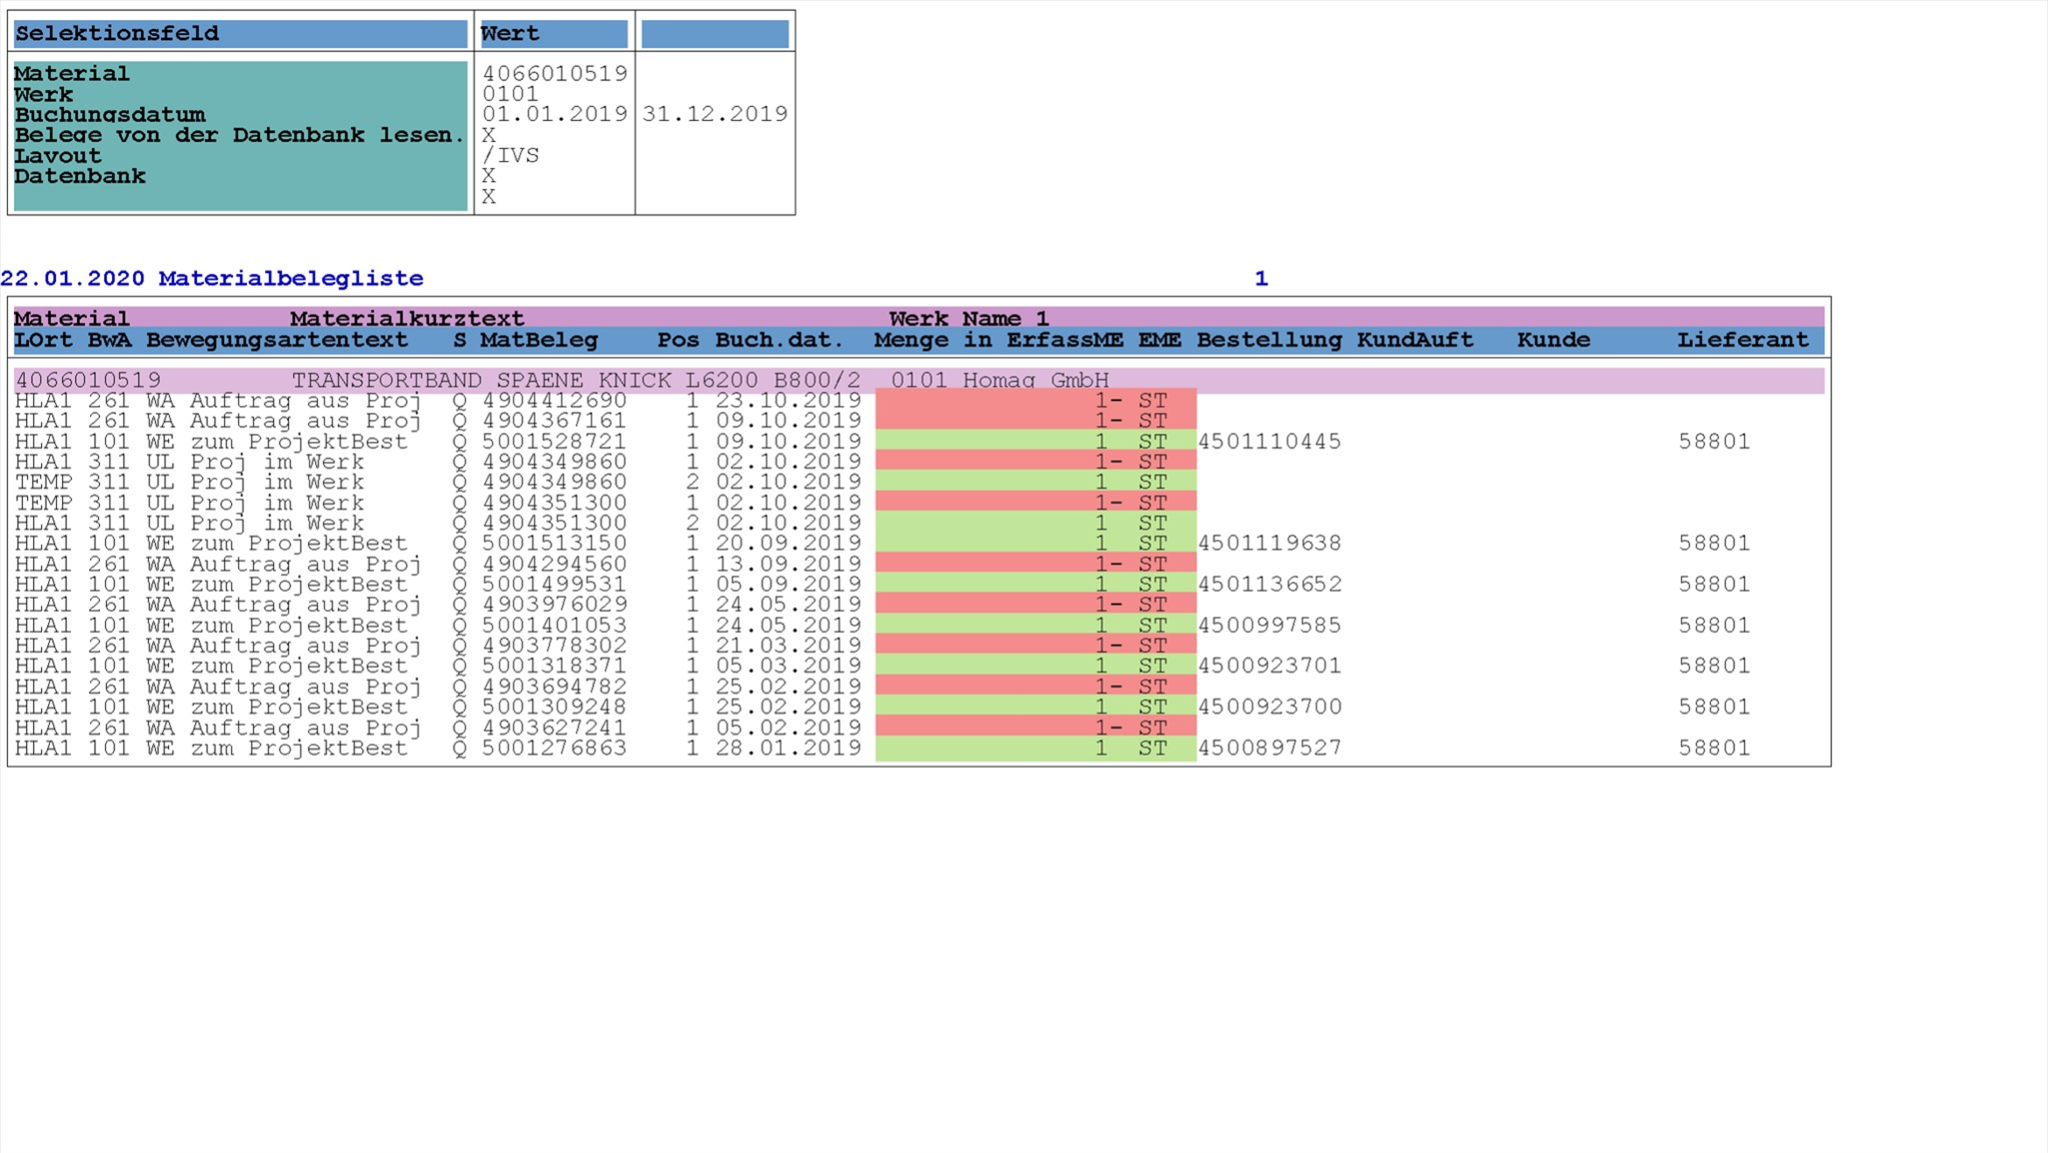 Selektionsfeld Wert
Material 4066010519
Werk 0101
Buchungsdatum 01.01.2019 31.12.2019
Belege von der Datenbank lesen. X
Layout /IVS
Datenbank X
X
22.01.2020 Materialbelegliste 1
Material Materialkurztext Werk Name 1
LOrt BwA Bewegungsartentext S MatBeleg Pos Buch.dat. Menge in ErfassME EME Bestellung KundAuft Kunde Lieferant
4066010519 TRANSPORTBAND SPAENE KNICK L6200 B800/2 0101 Homag GmbH
HLA1 261 WA Auftrag aus Proj Q 4904412690 1 23.10.2019 1- ST
HLA1 261 WA Auftrag aus Proj Q 4904367161 1 09.10.2019 1- ST
HLA1 101 WE zum ProjektBest Q 5001528721 1 09.10.2019 1 ST 4501110445 58801
HLA1 311 UL Proj im Werk Q 4904349860 1 02.10.2019 1- ST
TEMP 311 UL Proj im Werk Q 4904349860 2 02.10.2019 1 ST
TEMP 311 UL Proj im Werk Q 4904351300 1 02.10.2019 1- ST
HLA1 311 UL Proj im Werk Q 4904351300 2 02.10.2019 1 ST
HLA1 101 WE zum ProjektBest Q 5001513150 1 20.09.2019 1 ST 4501119638 58801
HLA1 261 WA Auftrag aus Proj Q 4904294560 1 13.09.2019 1- ST
HLA1 101 WE zum ProjektBest Q 5001499531 1 05.09.2019 1 ST 4501136652 58801
HLA1 261 WA Auftrag aus Proj Q 4903976029 1 24.05.2019 1- ST
HLA1 101 WE zum ProjektBest Q 5001401053 1 24.05.2019 1 ST 4500997585 58801
HLA1 261 WA Auftrag aus Proj Q 4903778302 1 21.03.2019 1- ST
HLA1 101 WE zum ProjektBest Q 5001318371 1 05.03.2019 1 ST 4500923701 58801
HLA1 261 WA Auftrag aus Proj Q 4903694782 1 25.02.2019 1- ST
HLA1 101 WE zum ProjektBest Q 5001309248 1 25.02.2019 1 ST 4500923700 58801
HLA1 261 WA Auftrag aus Proj Q 4903627241 1 05.02.2019 1- ST
HLA1 101 WE zum ProjektBest Q 5001276863 1 28.01.2019 1 ST 4500897527 58801